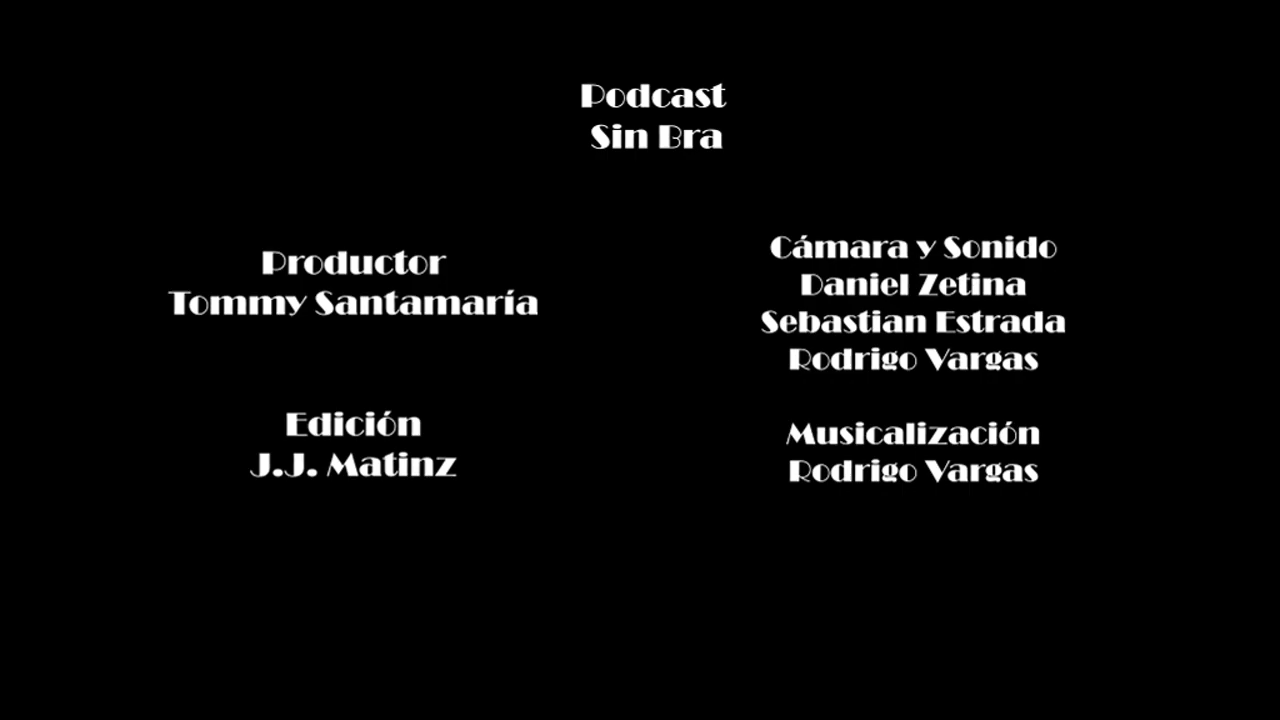 Podcast
Sin Bra
Productor
Tommy Santamaría
Edición
J.J. Matinz
Cámara y Sonido
Daniel Zetina
Sebastian Estrada
Rodrigo Vargas
Musicalización
Rodrigo Vargas